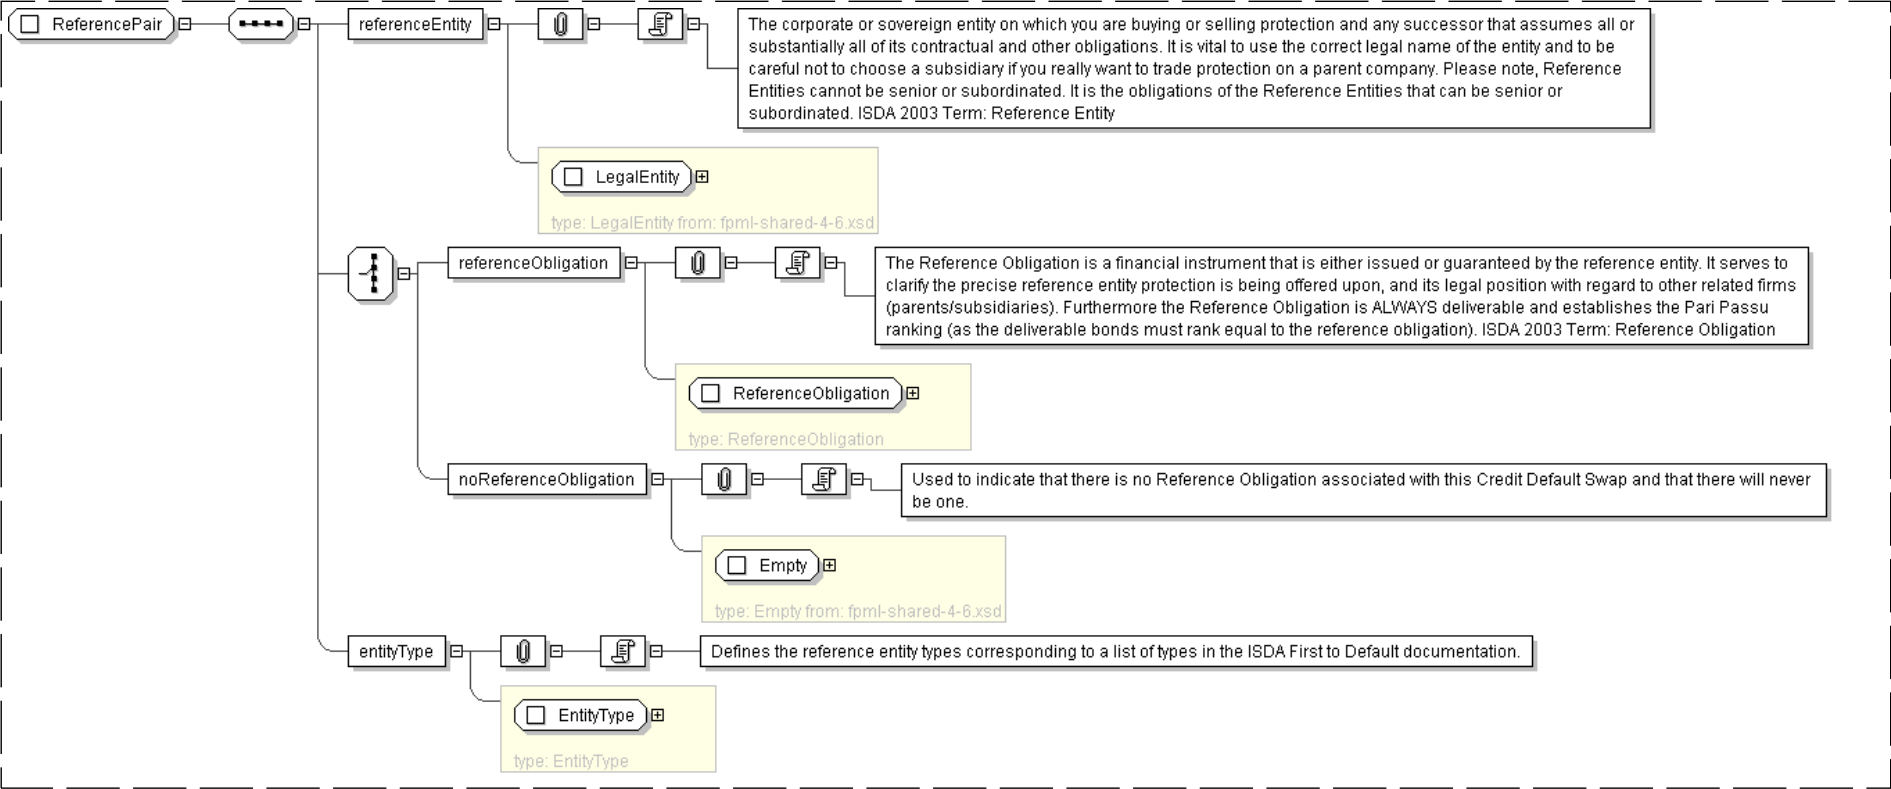 ReferencePair
referenceEntity
The corporate or sovereign entity on which you are buying or selling protection and any successor that assumes all or
substantially all of its contractual and other obligations. It is vital to use the correct legal name of the entity and to be
careful not to choose a subsidiary if you really want to trade protection on a parent company. Please note, Reference
Entities cannot be senior or subordinated. It is the obligations of the Reference Entities that can be senior or
subordinated. ISDA 2003 Term: Reference Entity
LegalEntity
type: LegalEntity from: fpml-shared-4-6.xsd
referenceObligation
The Reference Obligation is a financial instrument that is either issued or guaranteed by the reference entity. It serves to
clarify the precise reference entity protection is being offered upon, and its legal position with regard to other related firms
(parents/subsidiaries). Furthermore the Reference Obligation is ALWAYS deliverable and establishes the Pari Passu
ranking (as the deliverable bonds must rank equal to the reference obligation). ISDA 2003 Term: Reference Obligation
ReferenceObligation
type: ReferenceObligation
noReferenceObligation
Used to indicate that there is no Reference Obligation associated with this Credit Default Swap and that there will never
be one.
Empty
type: Empty from: fpml-shared-4-6.xsd
entityType
Defines the reference entity types corresponding to a list of types in the ISDA First to Default documentation.
EntityType
type: EntityType